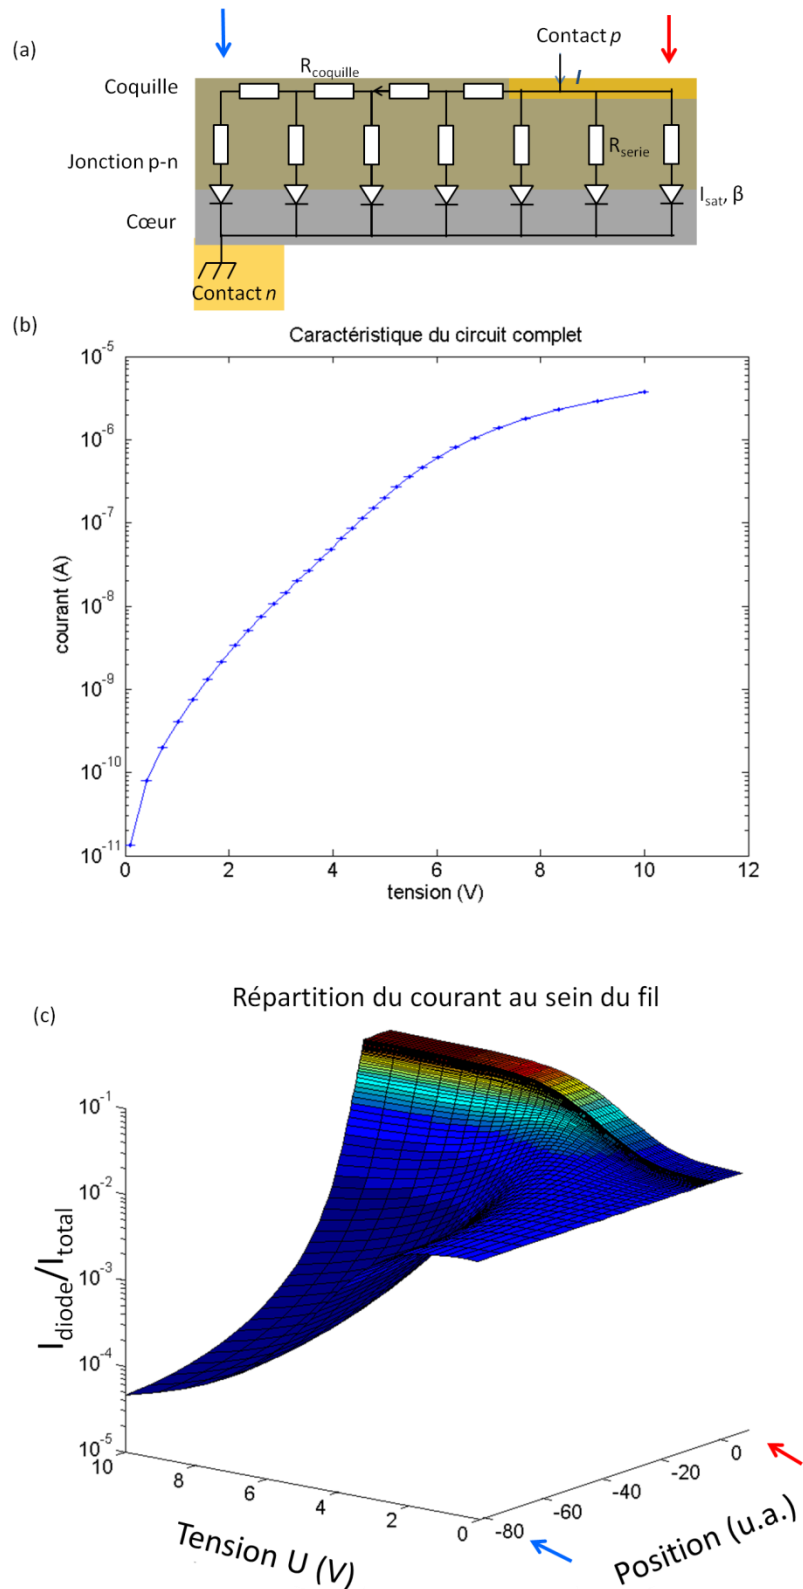 (a)
Contact p
Coquille
R_coquille
I
Jonction p-n
R_serie
I_sat, β
Cœur
Contact n
(b)
Caractéristique du circuit complet
10^-5
10^-6
10^-7
10^-8
10^-9
10^-10
10^-11
courant (A)
0 2 4 6 8 10 12
tension (V)
(c)
Répartition du courant au sein du fil
10^-1
10^-2
10^-3
10^-4
10^-5
I_diode/I_total
10 8 6 4 2 0
Tension U (V)
-80 -60 -40 -20 0
Position (u.a.)